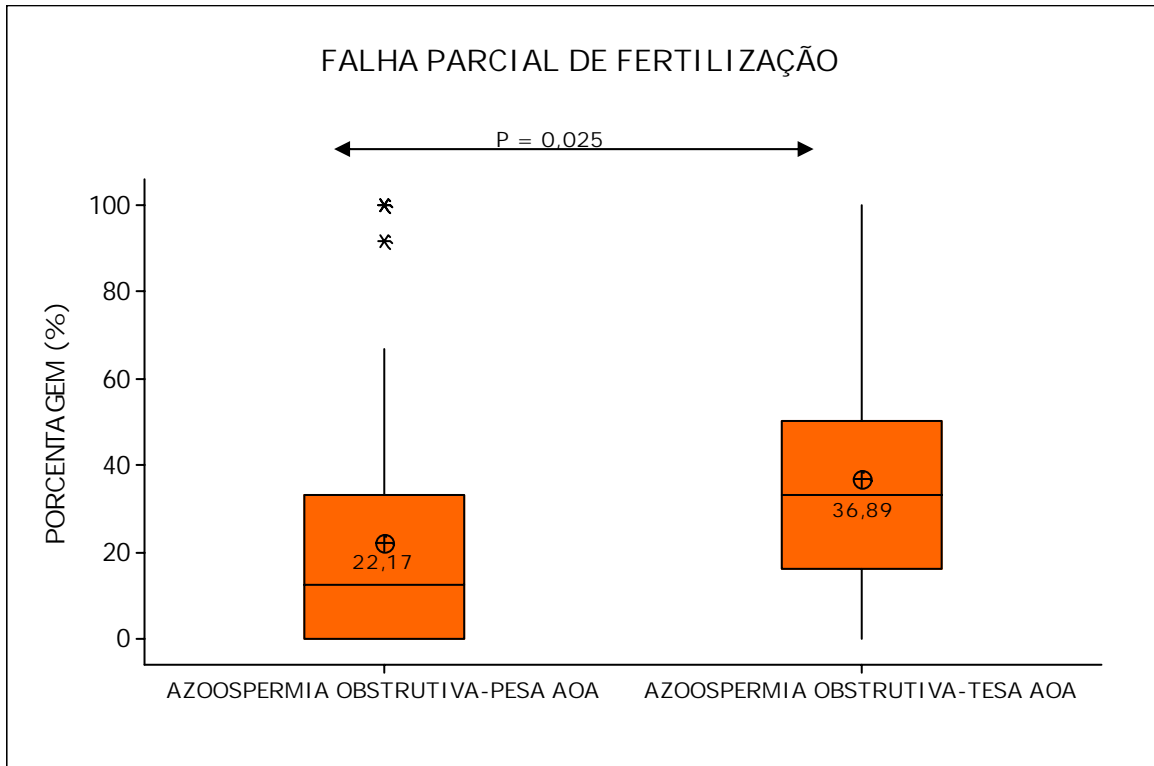 FALHA PARCIAL DE FERTILIZAÇÃO
P = 0,025
PORCENTAGEM (%)
100
80
60
40
20
0
22,17
36,89
AZOOSPERMIA OBSTRUTIVA-PESA AOA
AZOOSPERMIA OBSTRUTIVA-TESA AOA